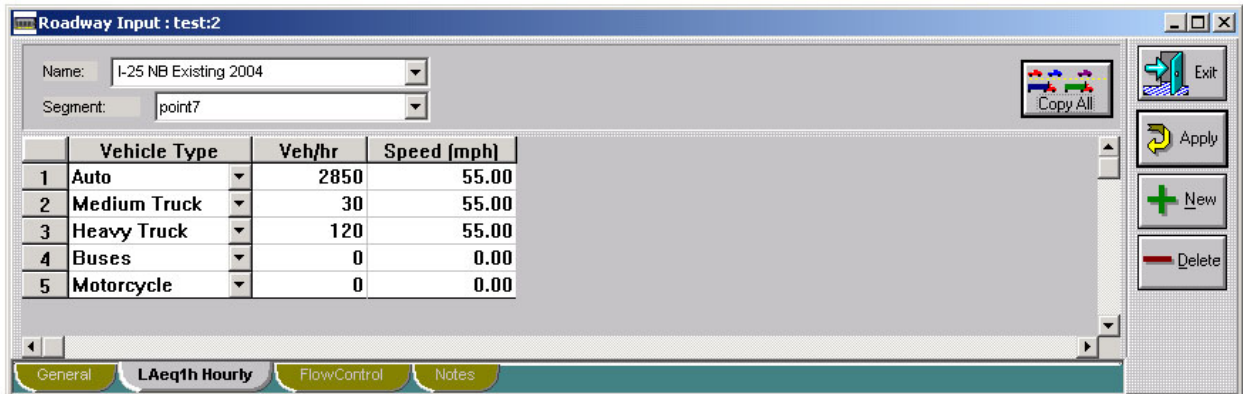 Roadway Input : test:2
Name: I-25 NB Existing 2004
Segment: point7
Copy All
Exit
Apply
New
Delete
Vehicle Type Veh/hr Speed (mph)
1 Auto 2850 55.00
2 Medium Truck 30 55.00
3 Heavy Truck 120 55.00
4 Buses 0 0.00
5 Motorcycle 0 0.00
General LAeq1h Hourly FlowControl Notes